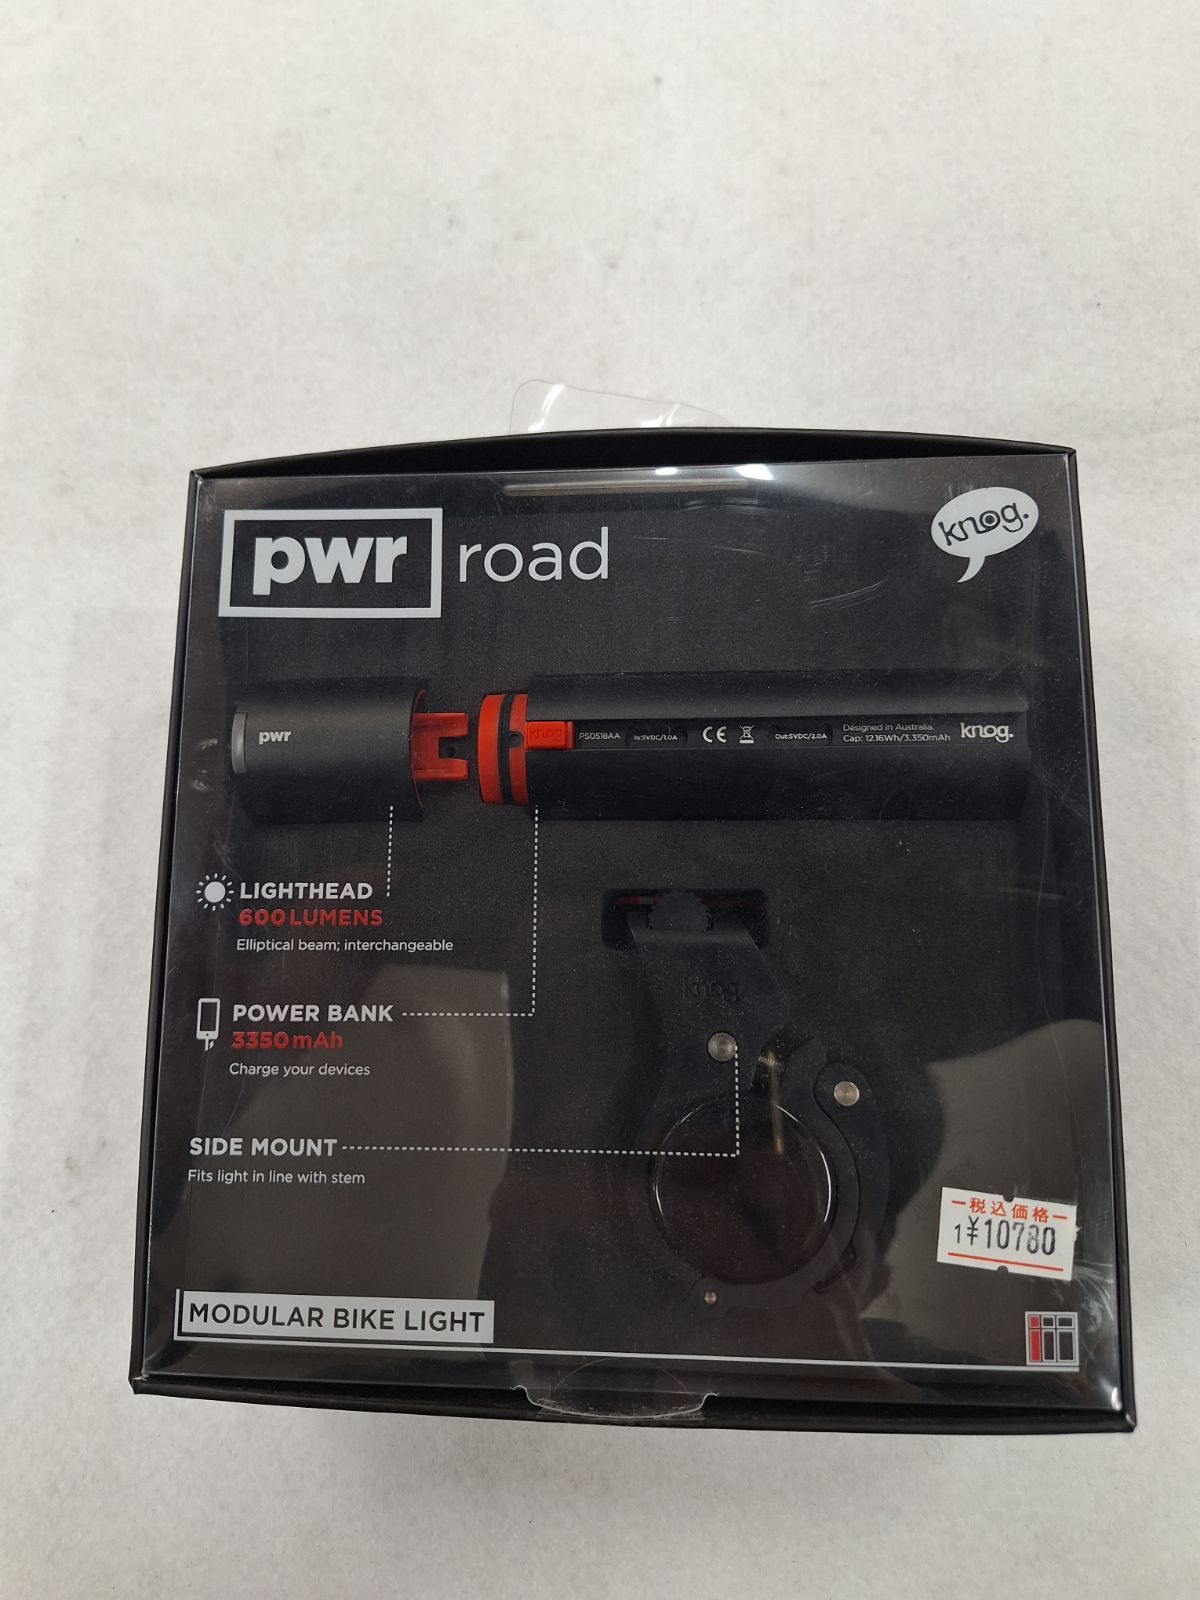 pwr road
knog.
pwr
knog
PS0518AA
In:5VDC/1.0A
CE
Out:5VDC/2.0A
Designed in Australia.
Cap: 12.16Wh/3,350mAh
knog.
LIGHTHEAD
600 LUMENS
Elliptical beam; interchangeable
knog.
POWER BANK
3350 mAh
Charge your devices
SIDE MOUNT
Fits light in line with stem
税込価格
1¥10780
MODULAR BIKE LIGHT